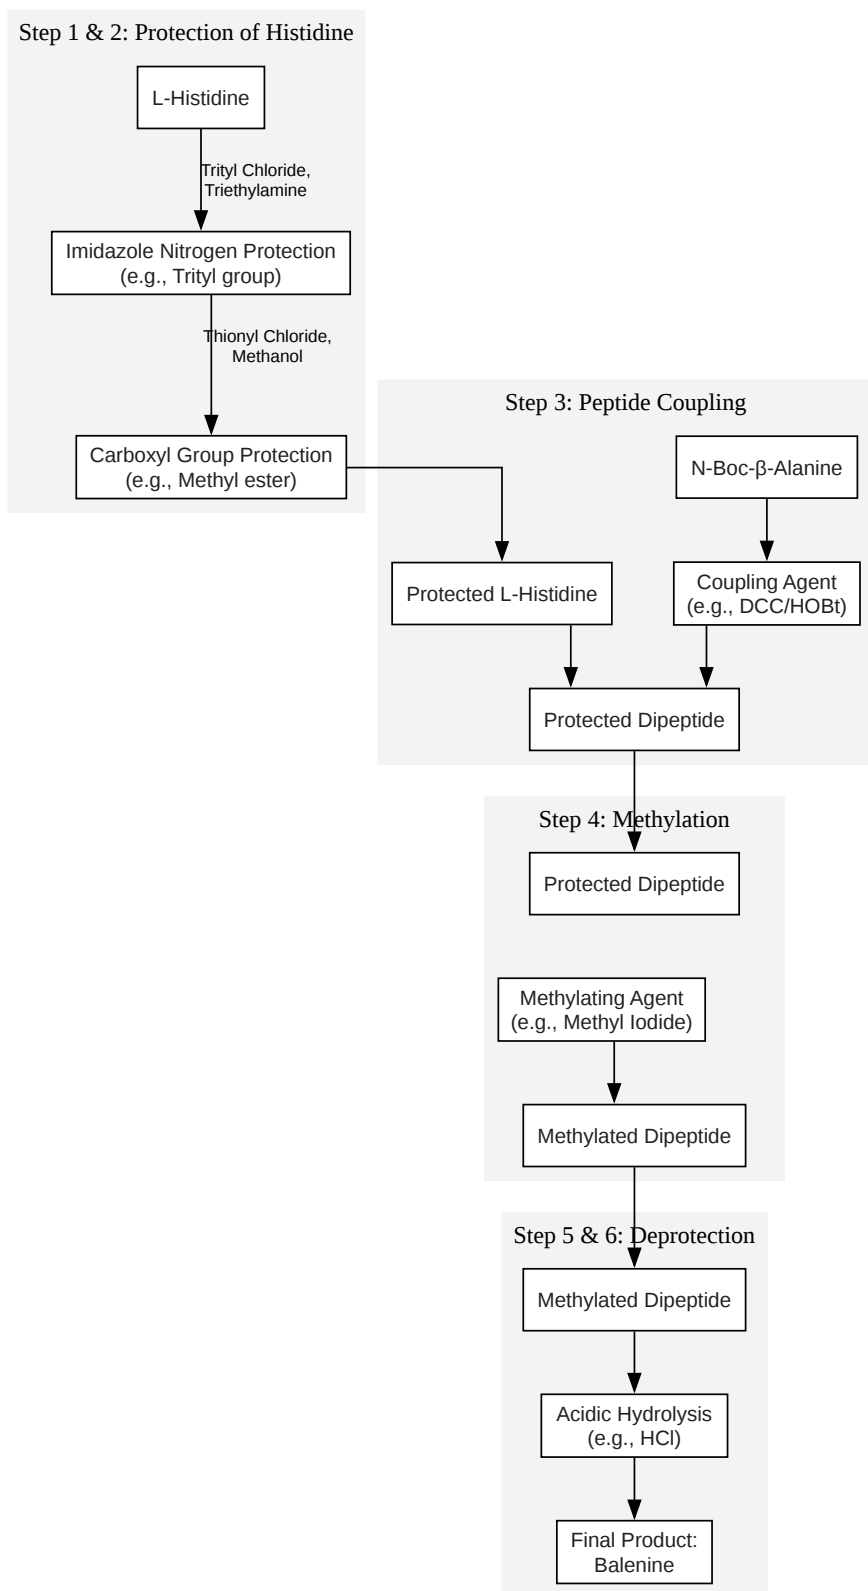 Step 1 & 2: Protection of Histidine
L-Histidine
Trityl Chloride,
Triethylamine
Imidazole Nitrogen Protection
(e.g., Trityl group)
Thionyl Chloride,
Methanol
Carboxyl Group Protection
(e.g., Methyl ester)
Step 3: Peptide Coupling
N-Boc-β-Alanine
Protected L-Histidine
Coupling Agent
(e.g., DCC/HOBt)
Protected Dipeptide
Step 4: Methylation
Protected Dipeptide
Methylating Agent
(e.g., Methyl Iodide)
Methylated Dipeptide
Step 5 & 6: Deprotection
Methylated Dipeptide
Acidic Hydrolysis
(e.g., HCl)
Final Product:
Balenine